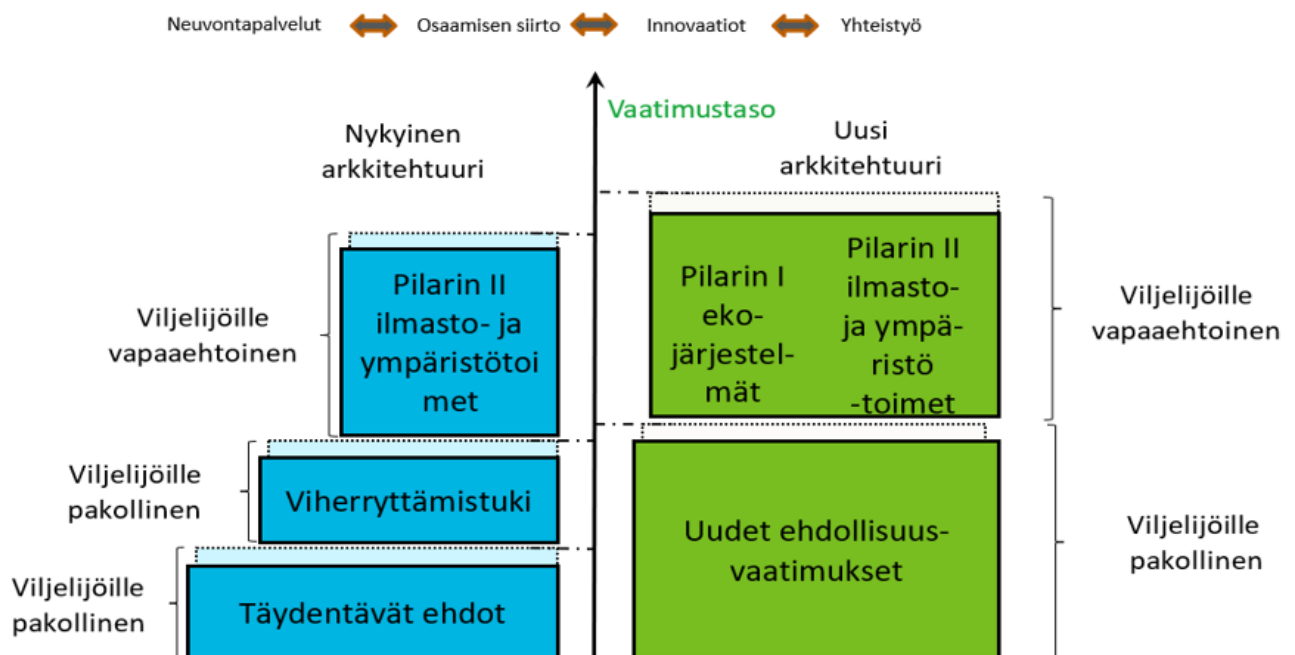 Neuvontapalvelut Osaamisen siirto Innovaatiot Yhteistyö
Vaatimustaso
Nykyinen
arkkitehtuuri
Uusi
arkkitehtuuri
Viljelijöille
vapaaehtoinen
Pilarin II
ilmasto- ja
ympäristötoi
met
Pilarin I
eko-
järjestel-
mät
Pilarin II
ilmasto-
ja ympä-
ristö
-toimet
Viljelijöille
vapaaehtoinen
Viljelijöille
pakollinen
Viherryttämistuki
Uudet ehdollisuus-
vaatimukset
Viljelijöille
pakollinen
Viljelijöille
pakollinen
Täydentävät ehdot